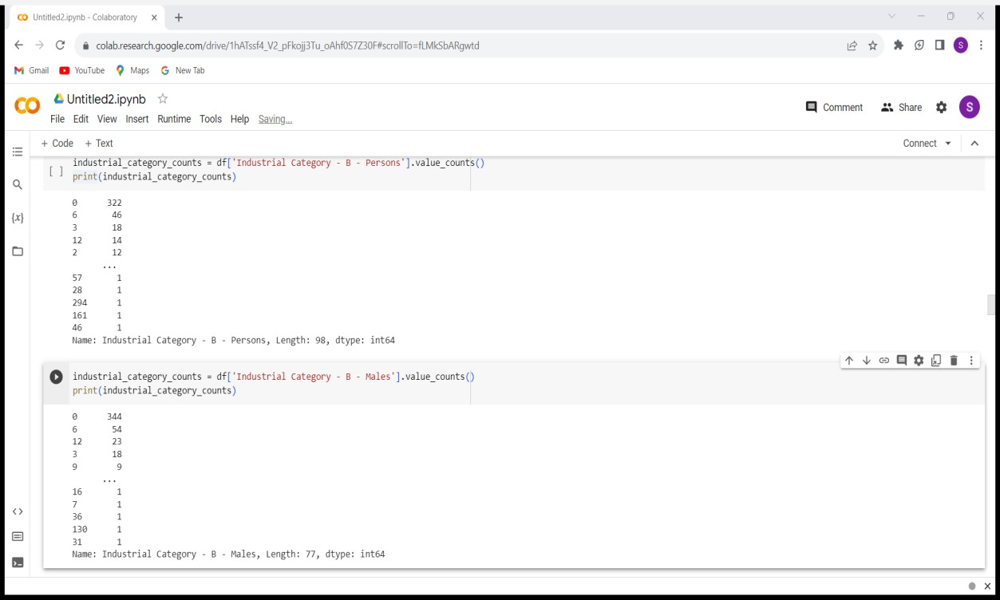 Untitled2.ipynb - Colaboratory
colab.research.google.com/drive/1hATssf4_V2_pFkojj3Tu_oAhf0S7Z30F#scrollTo=fLMkSbARgwtd
S
Gmail YouTube Maps G New Tab
CO Untitled2.ipynb
File Edit View Insert Runtime Tools Help Saving...
Comment Share S
+ Code + Text
Connect
industrial_category_counts = df['Industrial Category - B - Persons'].value_counts()
[ ] print(industrial_category_counts)
{x}
0 322
6 46
3 18
12 14
2 12
...
57 1
28 1
294 1
161 1
46 1
Name: Industrial Category - B - Persons, Length: 98, dtype: int64
industrial_category_counts = df['Industrial Category - B - Males'].value_counts()
print(industrial_category_counts)
0 344
6 54
12 23
3 18
9 9
...
16 1
7 1
36 1
130 1
31 1
Name: Industrial Category - B - Males, Length: 77, dtype: int64